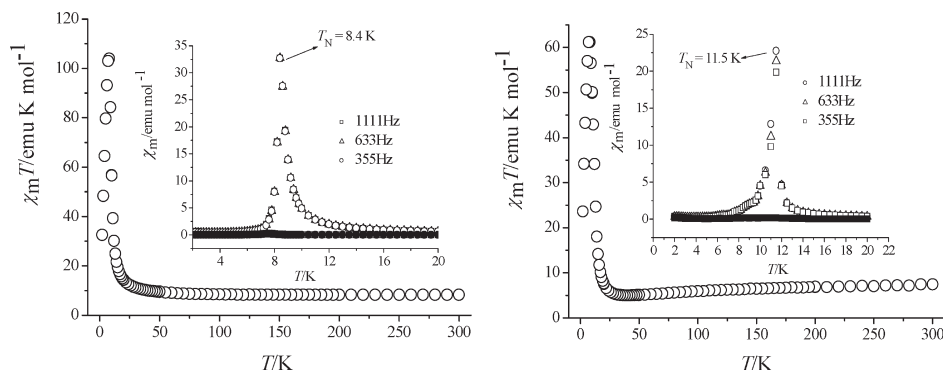 120
100
80
60
40
20
0
χmT/emu K mol⁻¹
0 50 100 150 200 250 300
T/K
35
30
25
20
15
10
5
0
χm/emu mol⁻¹
TN = 8.4 K
1111Hz
633Hz
355Hz
4 8 12 16 20
T/K
60
50
40
30
20
10
0
χmT/emu K mol⁻¹
0 50 100 150 200 250 300
T/K
25
20
15
10
5
0
χm/emu mol⁻¹
TN = 11.5 K
1111Hz
633Hz
355Hz
0 2 4 6 8 10 12 14 16 18 20 22
T/K